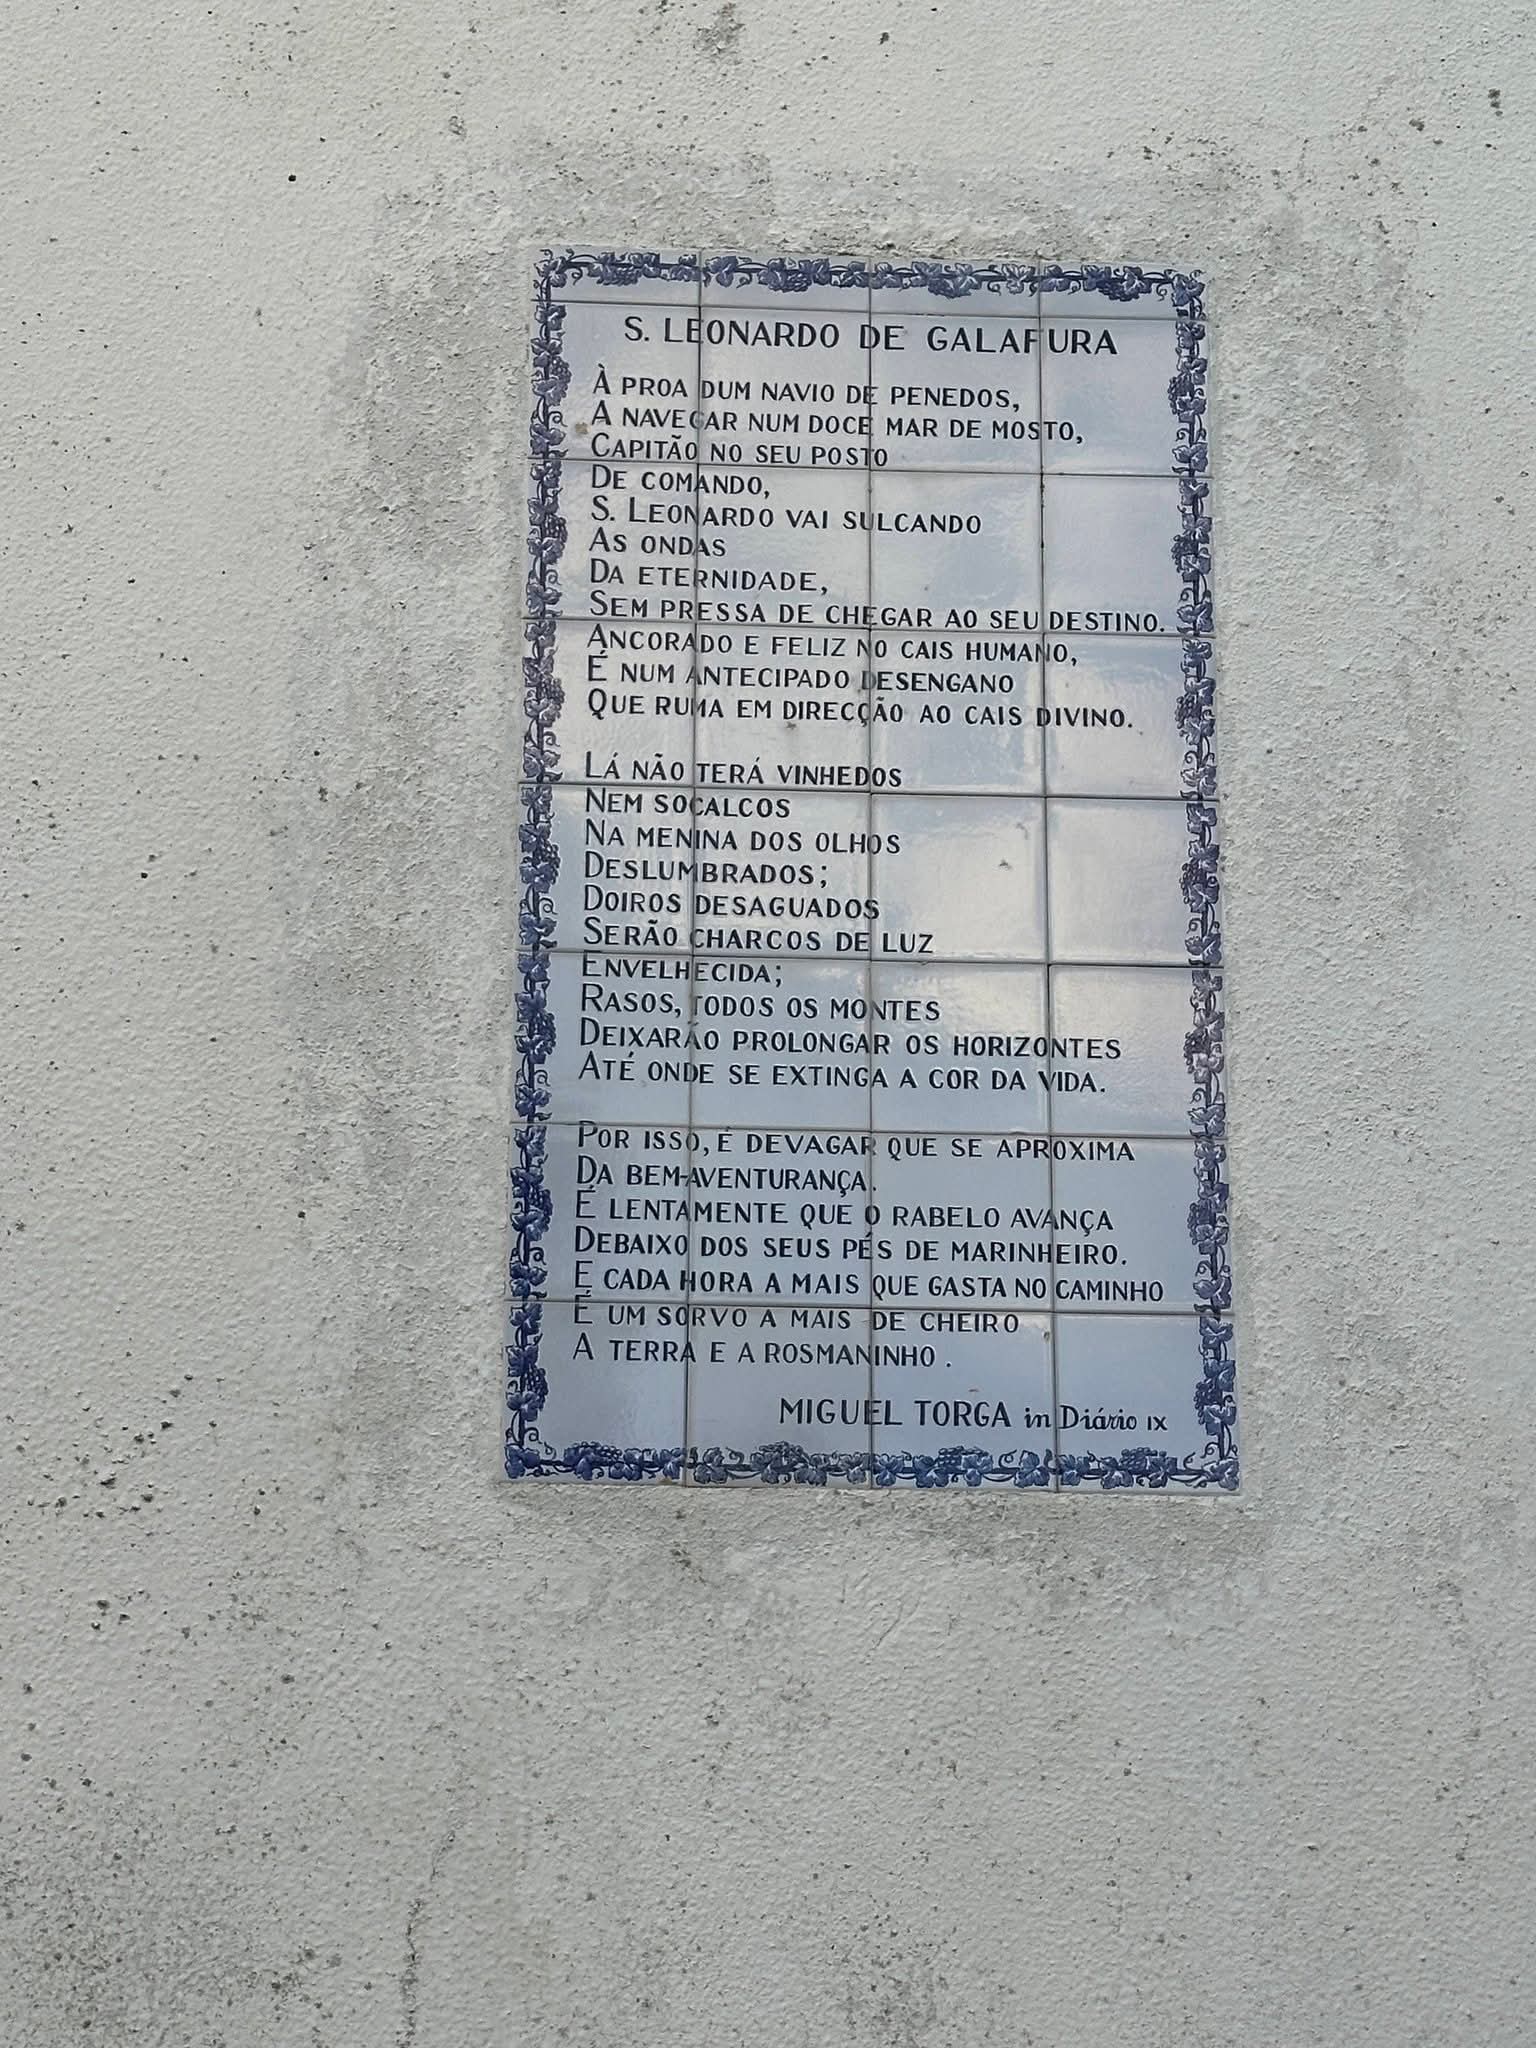 S. LEONARDO DE GALAFURA
À PROA DUM NAVIO DE PENEDOS,
A NAVEGAR NUM DOCE MAR DE MOSTO,
CAPITÃO NO SEU POSTO
DE COMANDO,
S. LEONARDO VAI SULCANDO
AS ONDAS
DA ETERNIDADE,
SEM PRESSA DE CHEGAR AO SEU DESTINO.
ANCORADO E FELIZ NO CAIS HUMANO,
É NUM ANTECIPADO DESENGANO
QUE RUMA EM DIRECÇÃO AO CAIS DIVINO.
LÁ NÃO TERÁ VINHEDOS
NEM SOCALCOS
NA MENINA DOS OLHOS
DESLUMBRADOS;
DOIROS DESAGUADOS
SERÃO CHARCOS DE LUZ
ENVELHECIDA;
RASOS, TODOS OS MONTES
DEIXARÃO PROLONGAR OS HORIZONTES
ATÉ ONDE SE EXTINGA A COR DA VIDA.
POR ISSO, É DEVAGAR QUE SE APROXIMA
DA BEM-AVENTURANÇA.
É LENTAMENTE QUE O RABELO AVANÇA
DEBAIXO DOS SEUS PÉS DE MARINHEIRO.
E CADA HORA A MAIS QUE GASTA NO CAMINHO
É UM SORVO A MAIS DE CHEIRO
A TERRA E A ROSMANINHO.
MIGUEL TORGA in Diário IX